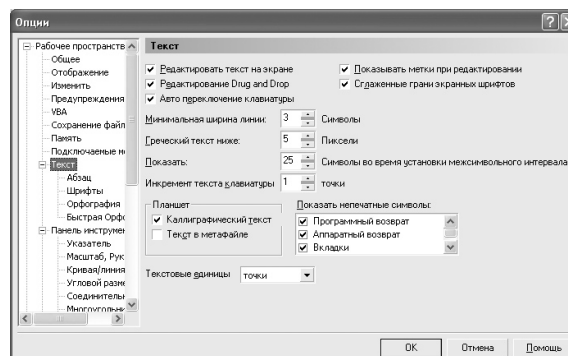 Опции
Рабочее пространств
Общее
Отображение
Изменить
Предупреждения
VBA
Сохранение файл
Память
Подключаемые м
Текст
Абзац
Шрифты
Орфография
Быстрая Орфо
Панель инструмен
Указатель
Масштаб, Рук
Кривая/линия
Угловой разме
Соединитель
Многоугольн
Текст
Редактировать текст на экране
Показывать метки при редактировании
Редактирование Drag and Drop
Сглаженные грани экранных шрифтов
Авто переключение клавиатуры
Минимальная ширина линии: 3 Символы
Греческий текст ниже: 5 Пиксели
Показать: 25 Символы во время установки межсимвольного интервала
Инкремент текста клавиатуры 1 точки
Планшет
Каллиграфический текст
Текст в метафайле
Показать непечатные символы:
Программный возврат
Аппаратный возврат
Вкладки
Текстовые единицы точки
OK Отмена Помощь